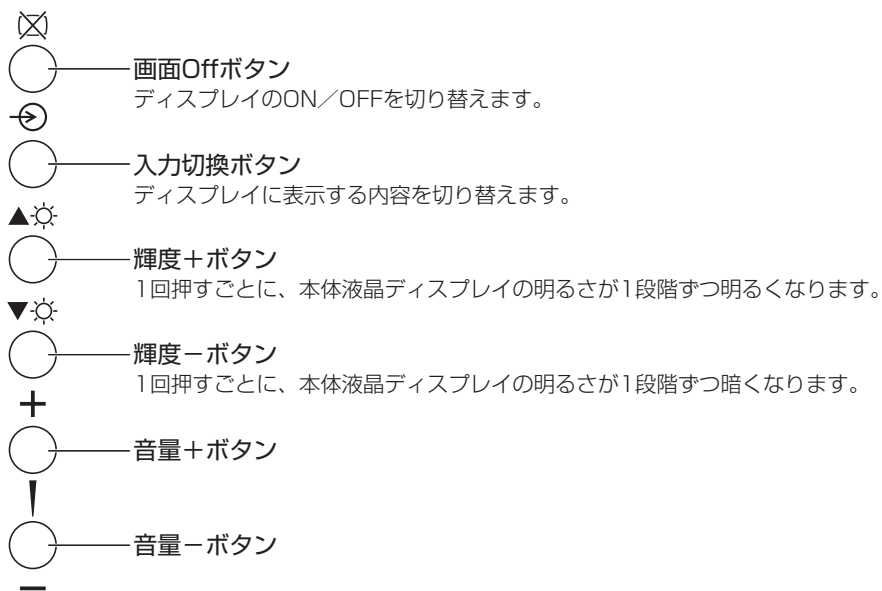 画面Offボタン
ディスプレイのON／OFFを切り替えます。
入力切換ボタン
ディスプレイに表示する内容を切り替えます。
輝度＋ボタン
1回押すごとに、本体液晶ディスプレイの明るさが1段階ずつ明るくなります。
輝度－ボタン
1回押すごとに、本体液晶ディスプレイの明るさが1段階ずつ暗くなります。
＋
音量＋ボタン
音量－ボタン
－